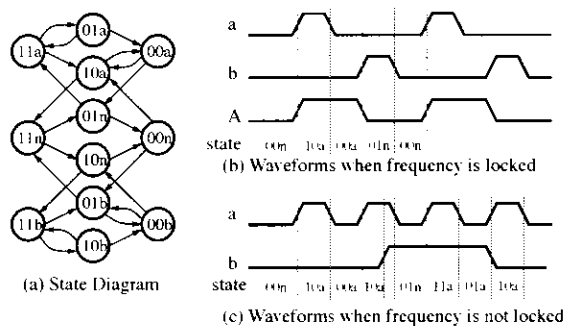 01a
11a 00a
10a
01n
11n 00n
10n
01b
11b 00b
10b
(a) State Diagram
a
b
A
state 00n 10a 00a 01n 00n
(b) Waveforms when frequency is locked
a
b
state 00n 10a 00a 10a 01n 11a 01a 10a
(c) Waveforms when frequency is not locked